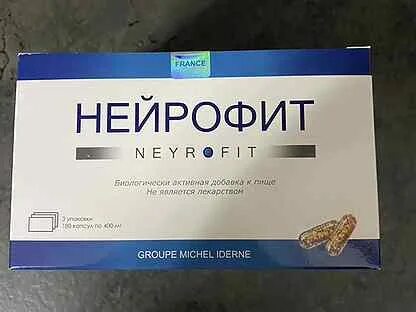 FRANCE
НЕЙРОФИТ
NEYROFIT
Биологически активная добавка к пище
Не является лекарством
3 упаковки
180 капсул по 400 мг
GROUPE MICHEL IDERNE